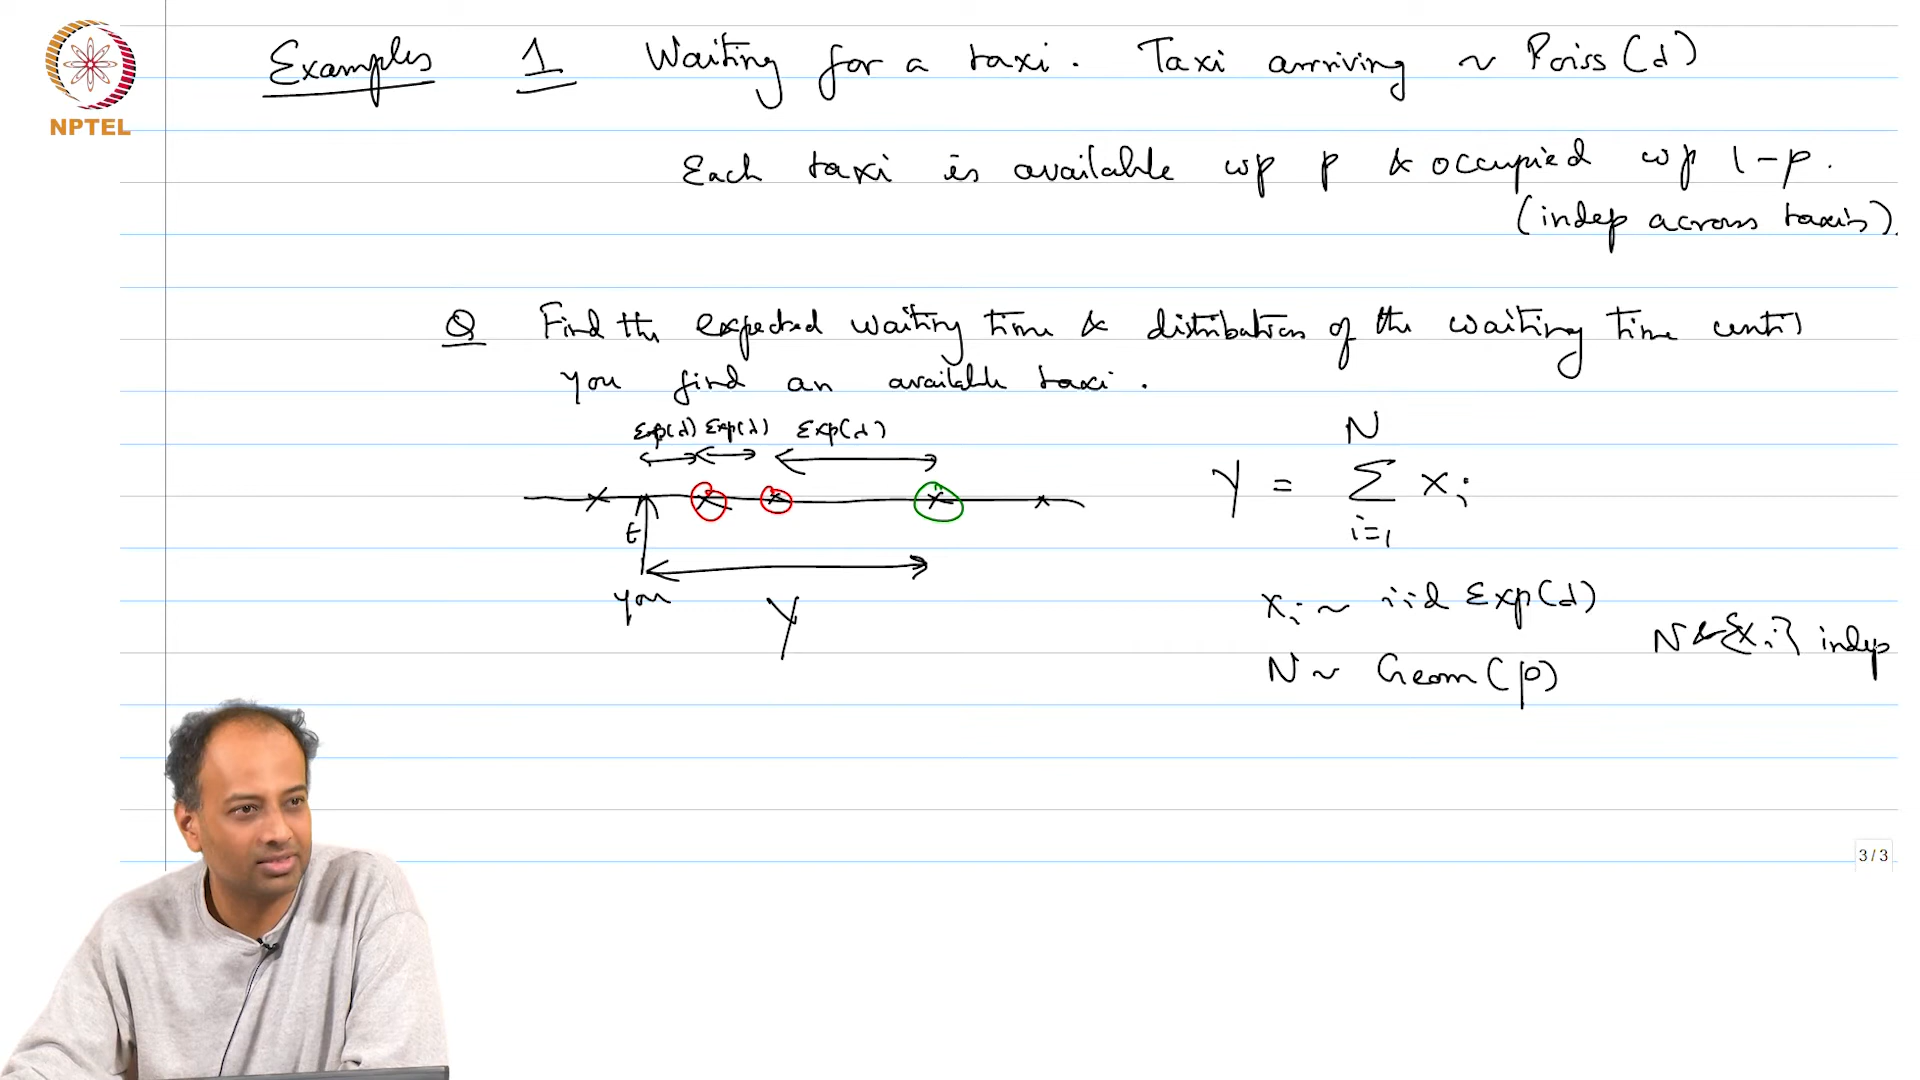 NPTEL
Examples 1 Waiting for a taxi. Taxi arriving ~ Poiss(λ)
Each taxi is available wp p & occupied wp 1-p.
(indep across taxis).
Q Find the expected waiting time & distribution of the waiting time until
you find an available taxi.
Exp(λ) Exp(λ) Exp(λ)
t
you
Y
Y = N Σ i=1 Xi
Xi ~ iid Exp(λ)
N & {Xi} indep
N ~ Geom(p)
3 / 3